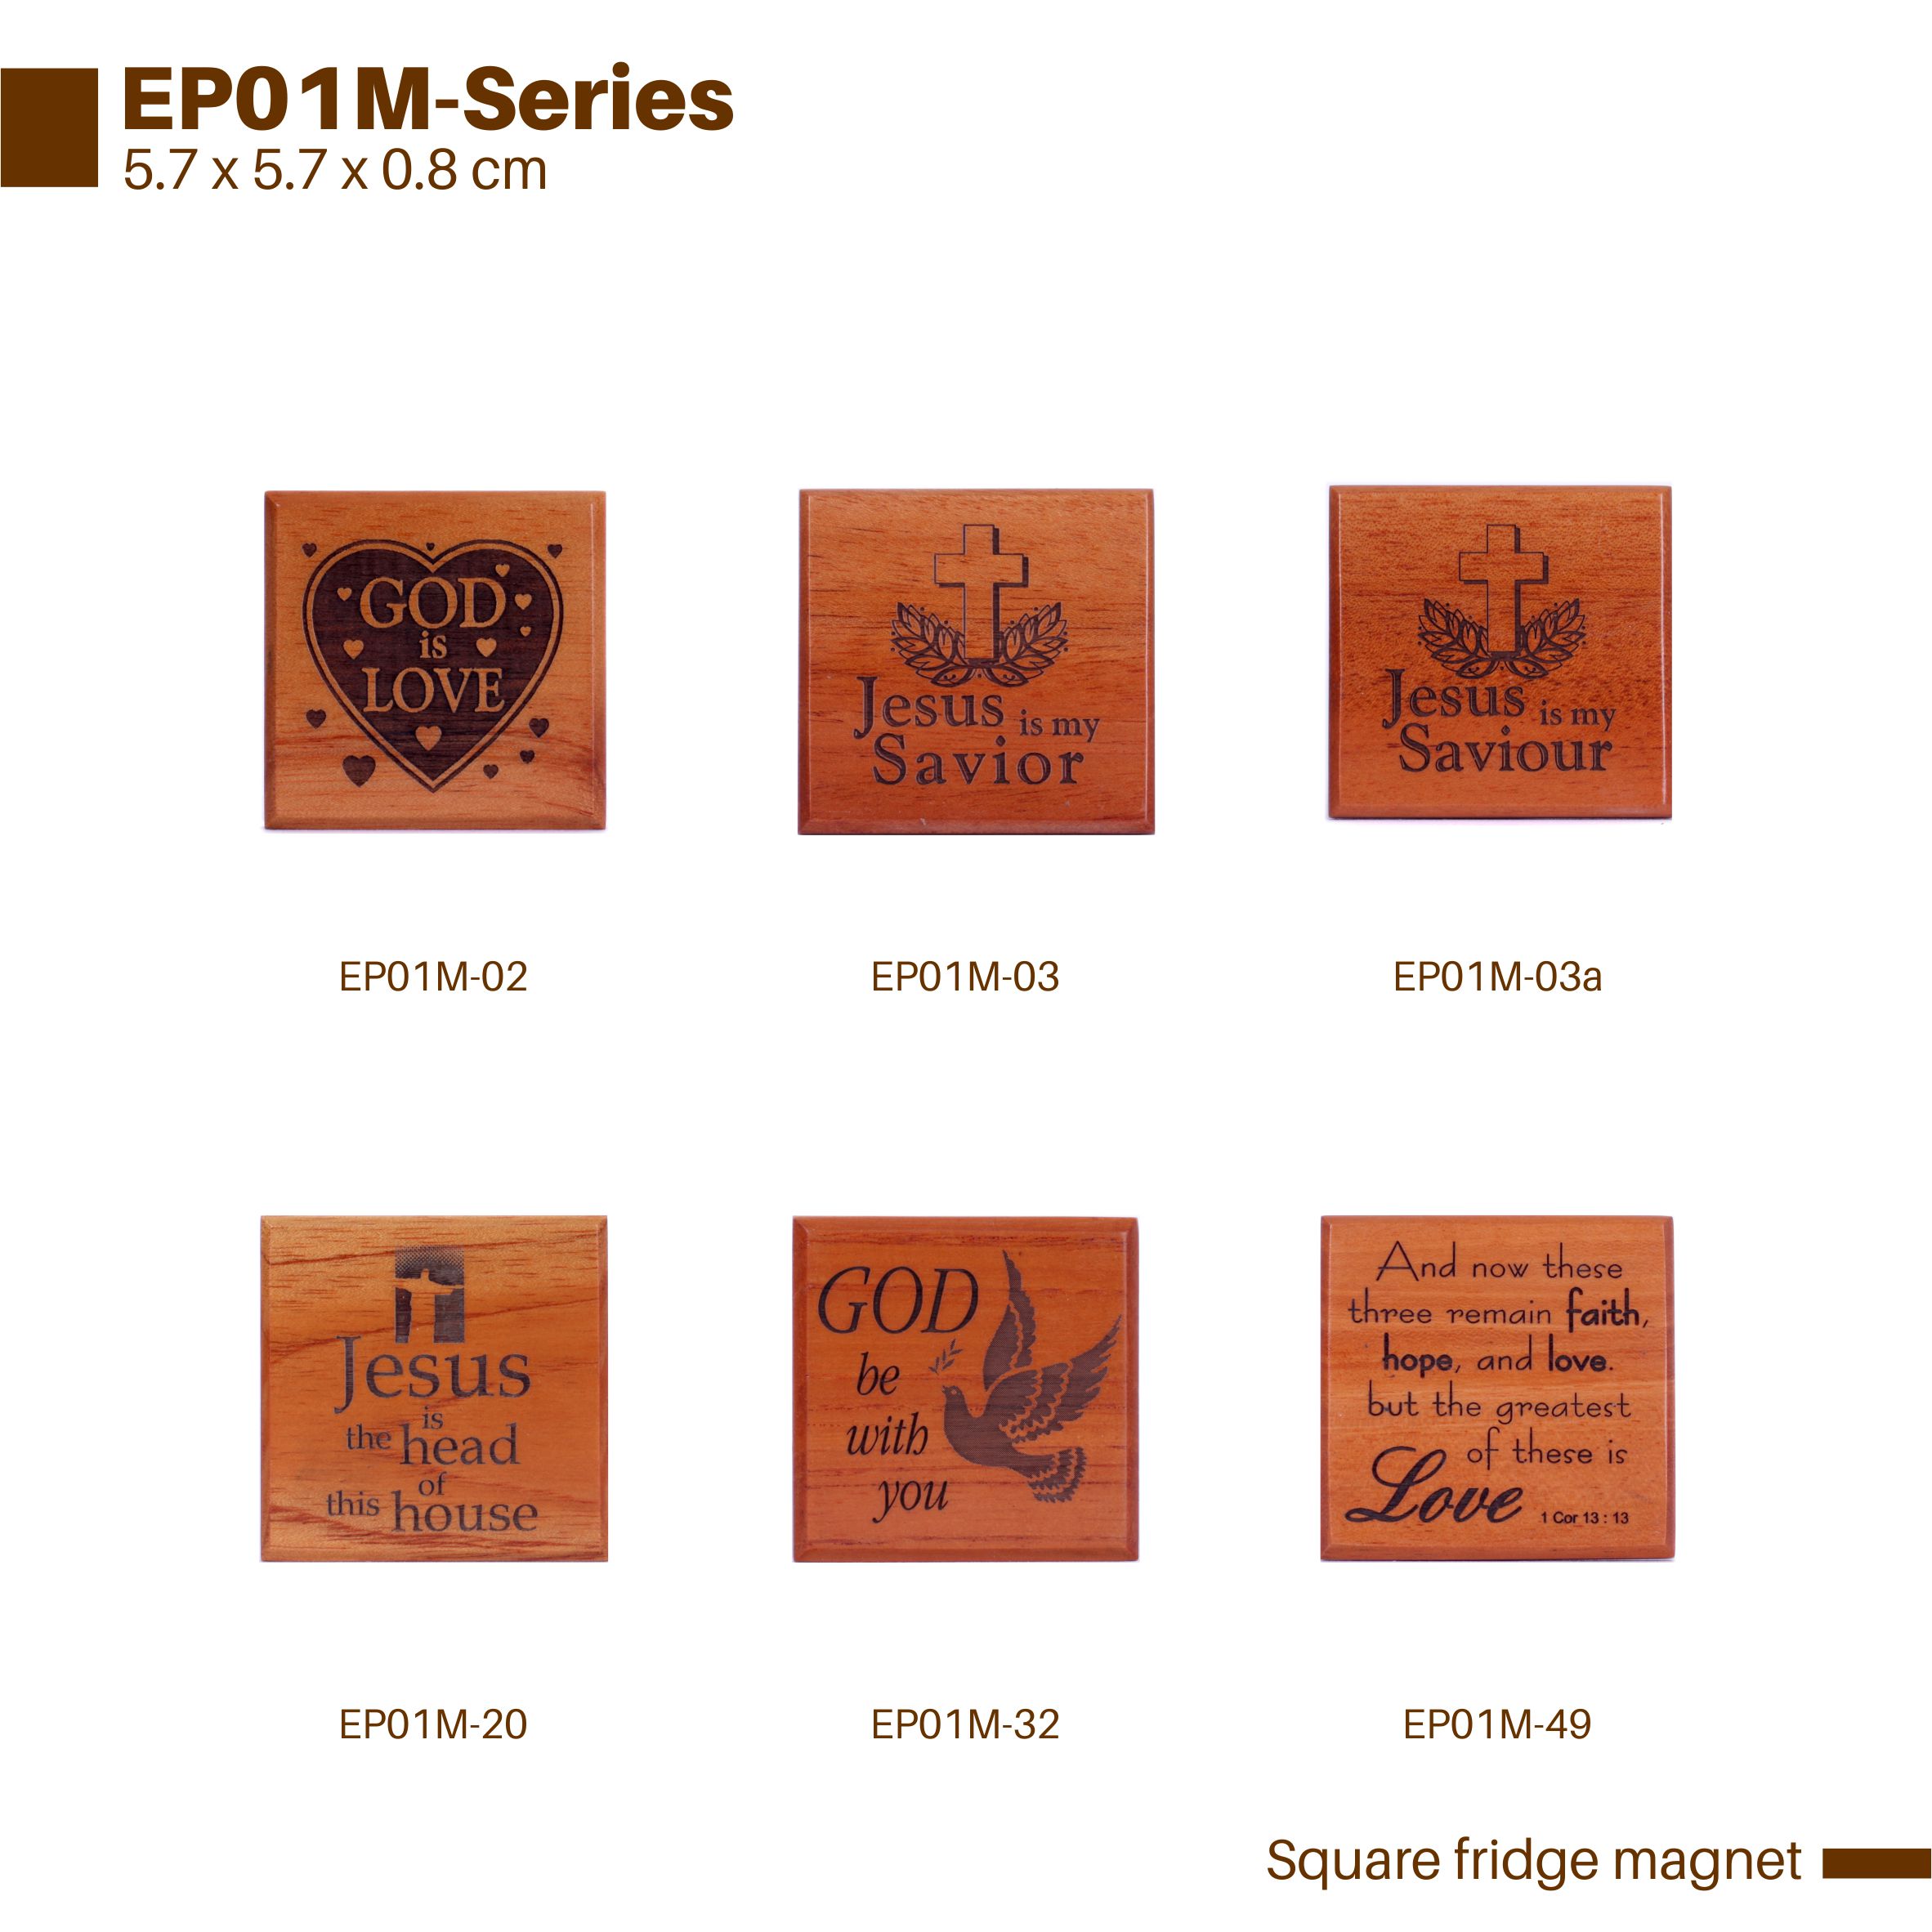 EP01M-Series
5.7 x 5.7 x 0.8 cm
GOD
is
LOVE
EP01M-02
Jesus is my
Savior
EP01M-03
Jesus is my
Saviour
EP01M-03a
Jesus
is
the head
of
this house
EP01M-20
GOD
be
with
you
EP01M-32
And now these
three remain faith,
hope, and love.
but the greatest
of these is
Love 1 Cor 13 : 13
EP01M-49
Square fridge magnet